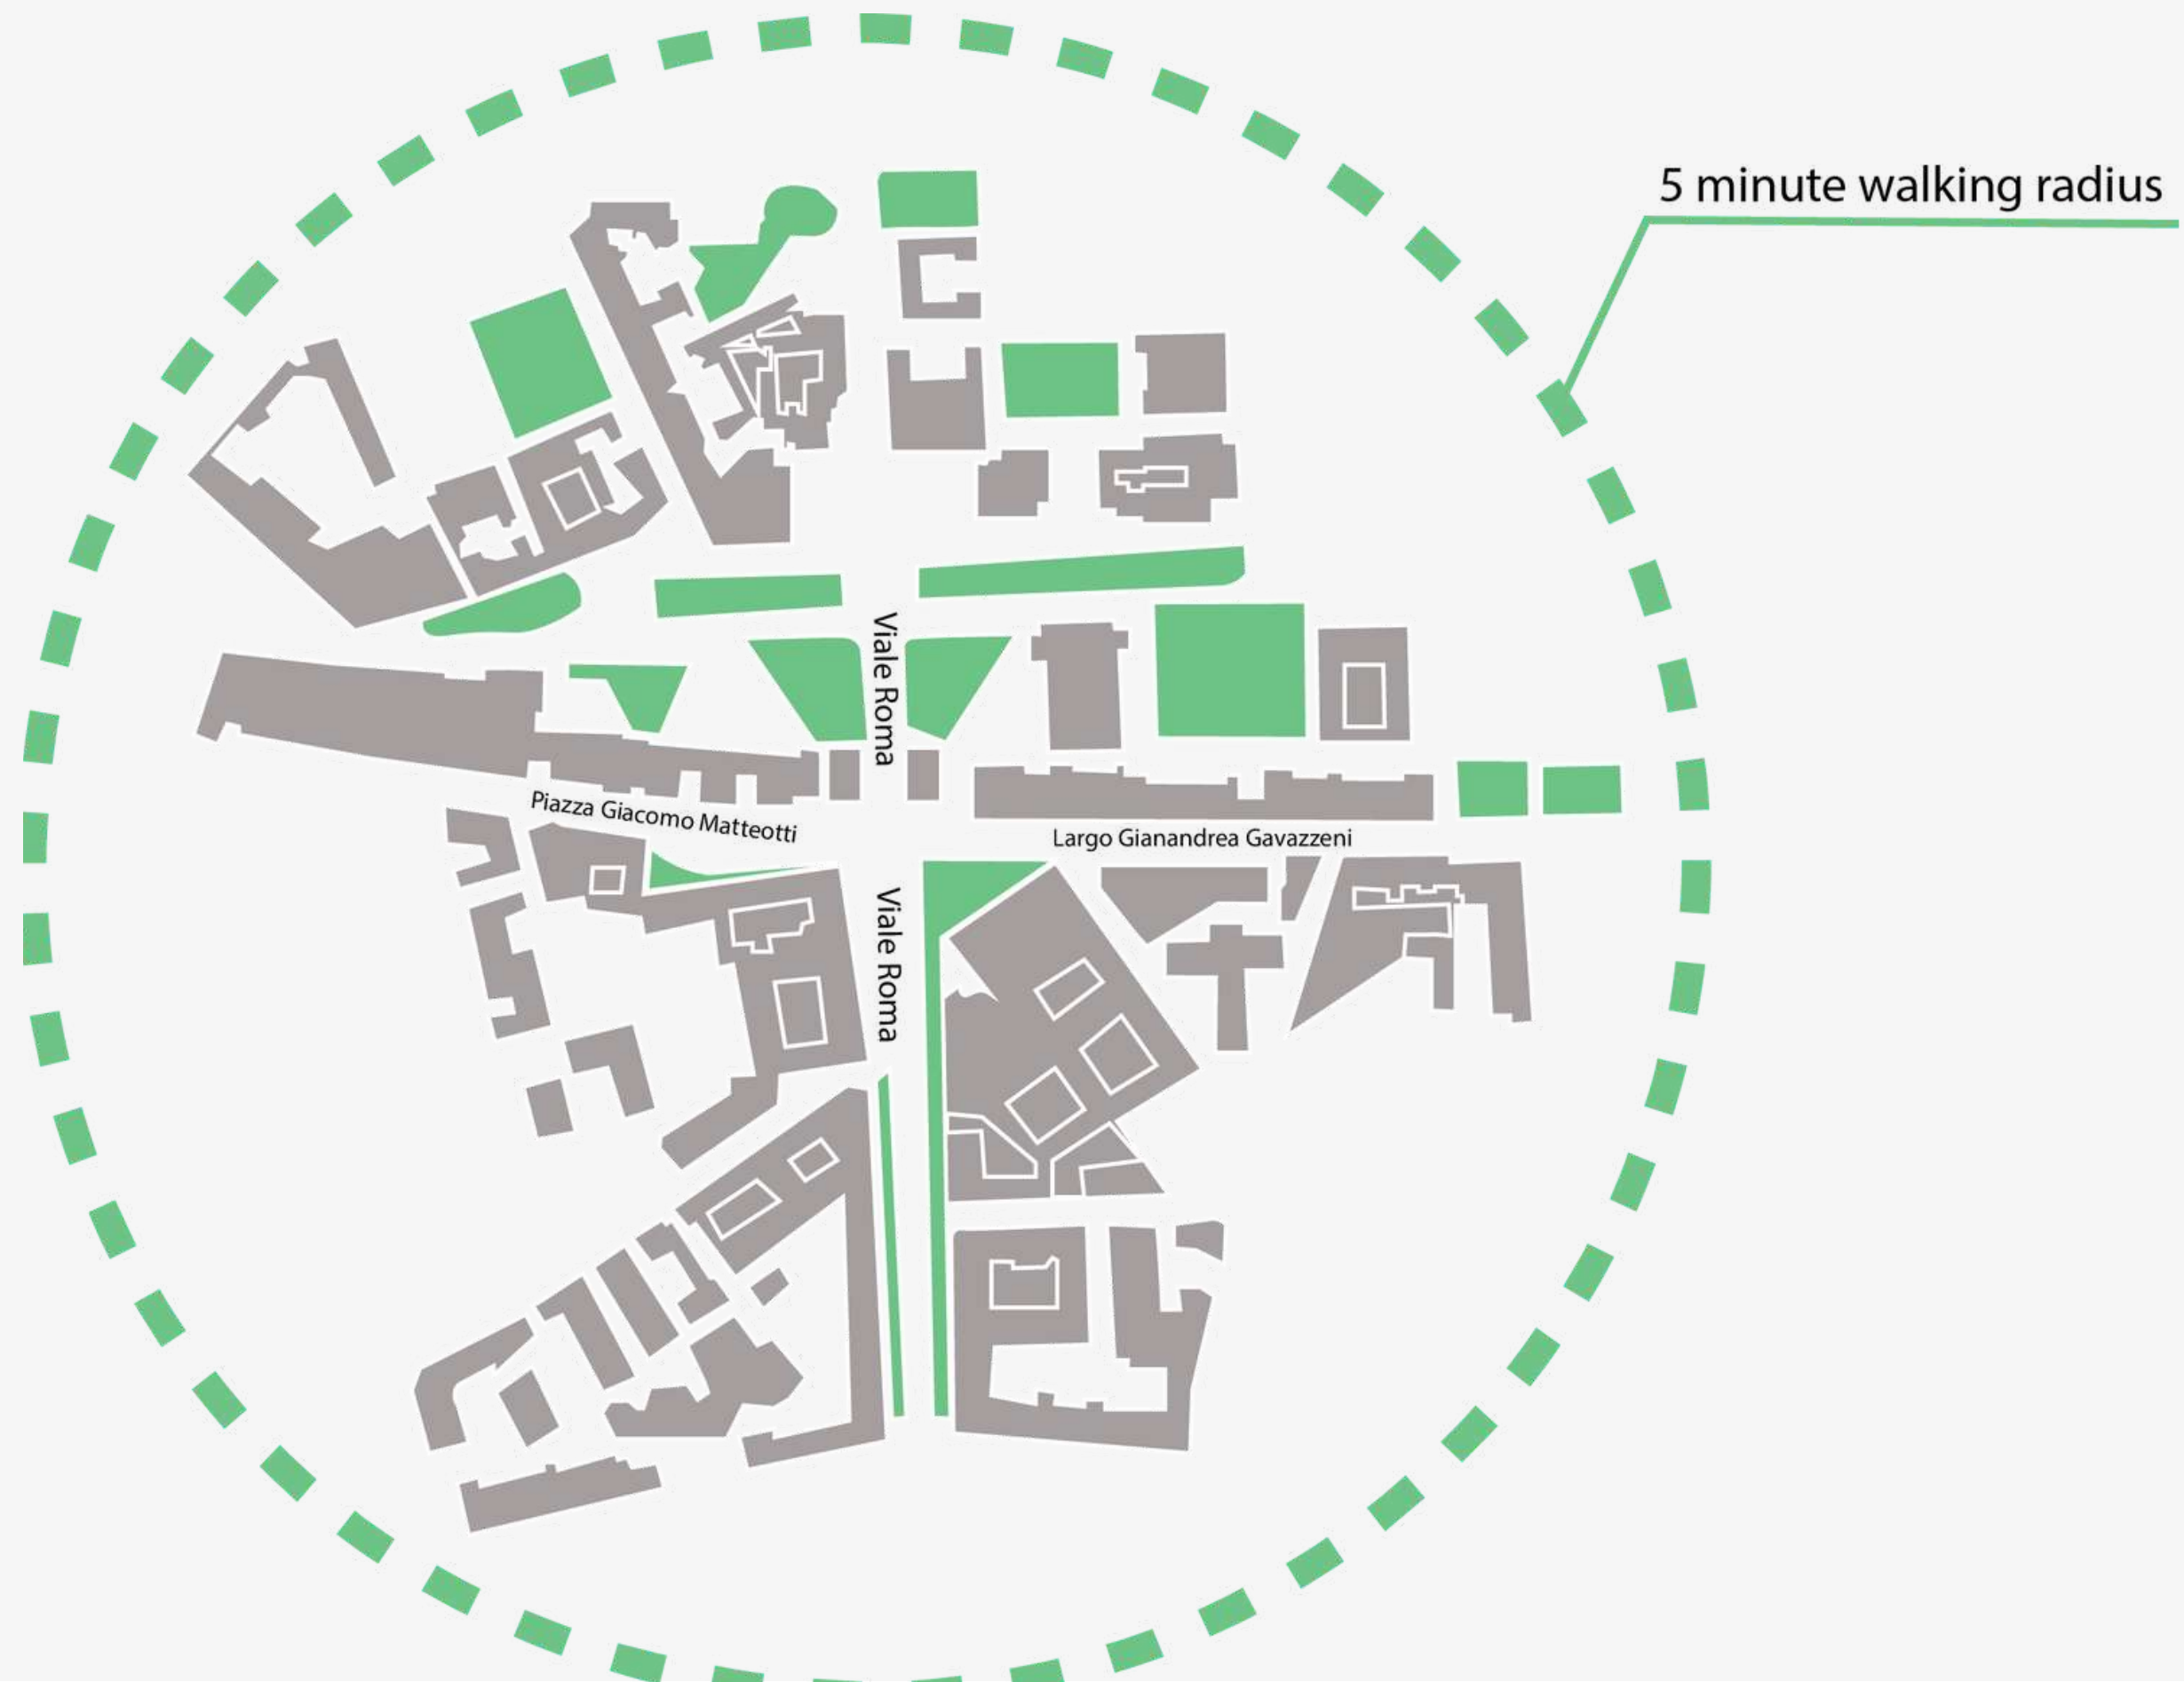 5 minute walking radius
Viale Roma
Piazza Giacomo Matteotti
Largo Gianandrea Gavazzeni
Viale Roma